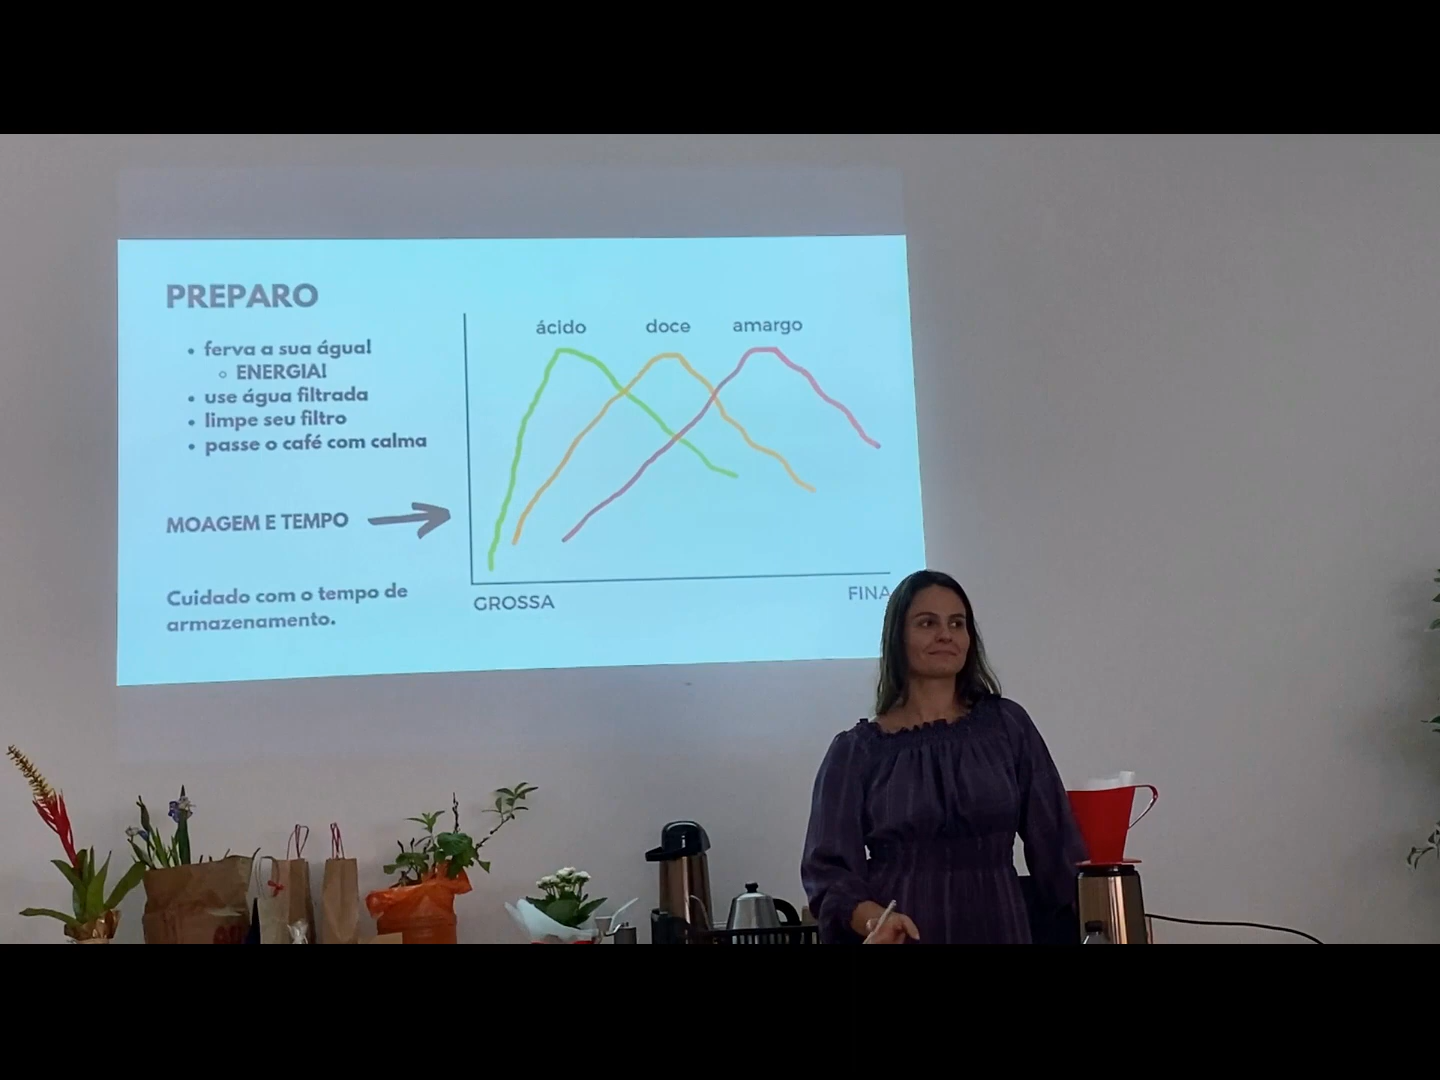 PREPARO
ferva a sua água!
ENERGIA!
use água filtrada
limpe seu filtro
passe o café com calma
MOAGEM E TEMPO
Cuidado com o tempo de
armazenamento.
ácido doce amargo
GROSSA FINA